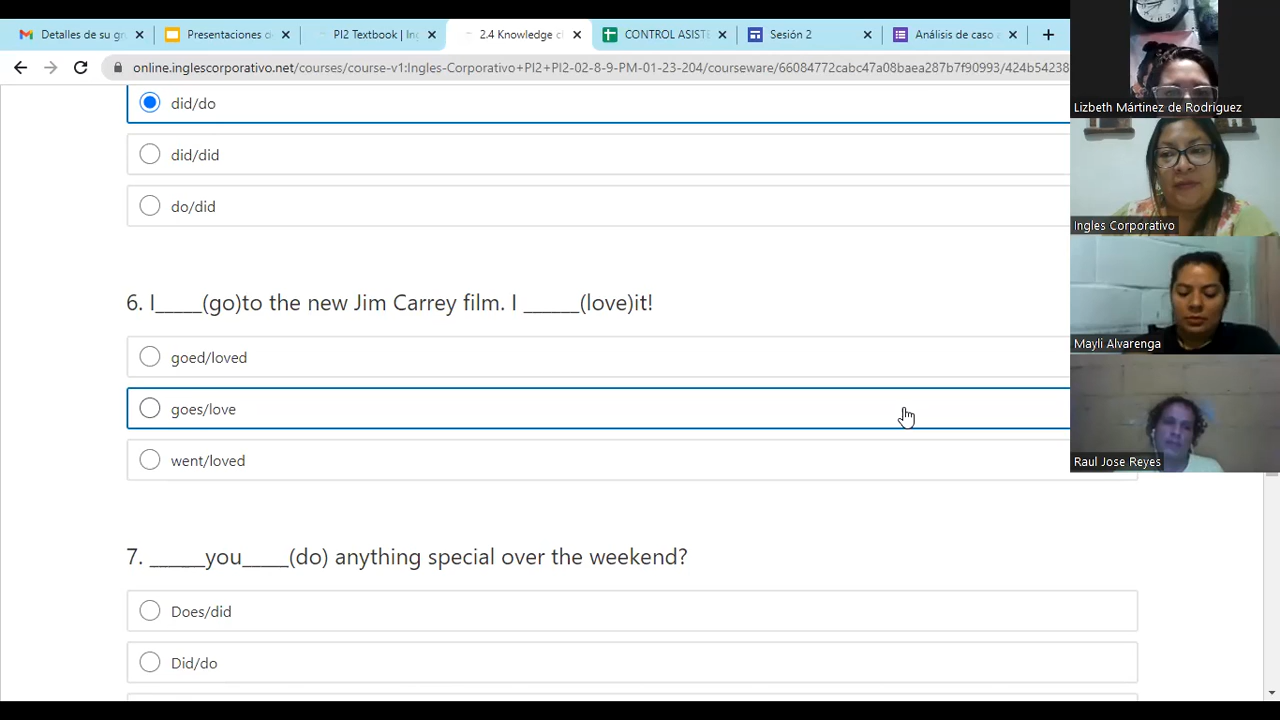 Detalles de su gr
Presentaciones d
PI2 Textbook | In
2.4 Knowledge c
CONTROL ASISTE
Sesión 2
Análisis de caso
online.inglescorporativo.net/courses/course-v1:Ingles-Corporativo+PI2+PI2-02-8-9-PM-01-23-204/courseware/66084772cabc47a08baea287b7f90993/424b54238
did/do
did/did
do/did
6. I_____(go)to the new Jim Carrey film. I ______(love)it!
goed/loved
goes/love
went/loved
7. ______you_____(do) anything special over the weekend?
Does/did
Did/do
Lizbeth Mártinez de Rodriguez
Ingles Corporativo
Mayli Alvarenga
Raul Jose Reyes